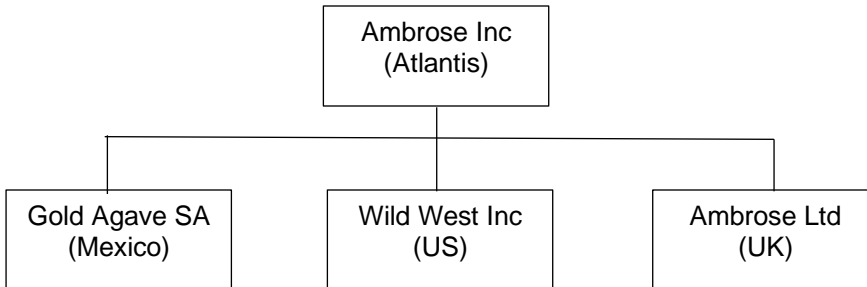 Ambrose Inc
(Atlantis)
Gold Agave SA
(Mexico)
Wild West Inc
(US)
Ambrose Ltd
(UK)